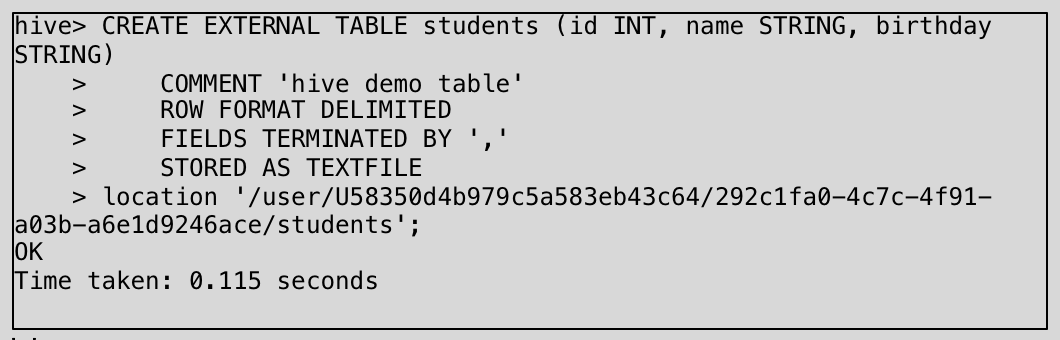 hive> CREATE EXTERNAL TABLE students (id INT, name STRING, birthday
STRING)
    >     COMMENT 'hive demo table'
    >     ROW FORMAT DELIMITED
    >     FIELDS TERMINATED BY ','
    >     STORED AS TEXTFILE
    > location '/user/U58350d4b979c5a583eb43c64/292c1fa0-4c7c-4f91-
a03b-a6e1d9246ace/students';
OK
Time taken: 0.115 seconds